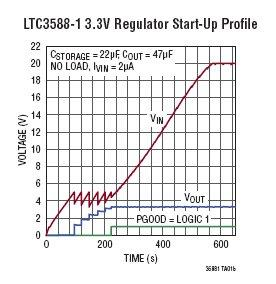 LTC3588-1 3.3V Regulator Start-Up Profile
22
20
18
16
14
12
10
8
6
4
2
0
VOLTAGE (V)
CSTORAGE = 22µF, COUT = 47µF
NO LOAD, IVIN = 2µA
VIN
VOUT
PGOOD = LOGIC 1
0
200
400
600
TIME (s)
35881 TA01b